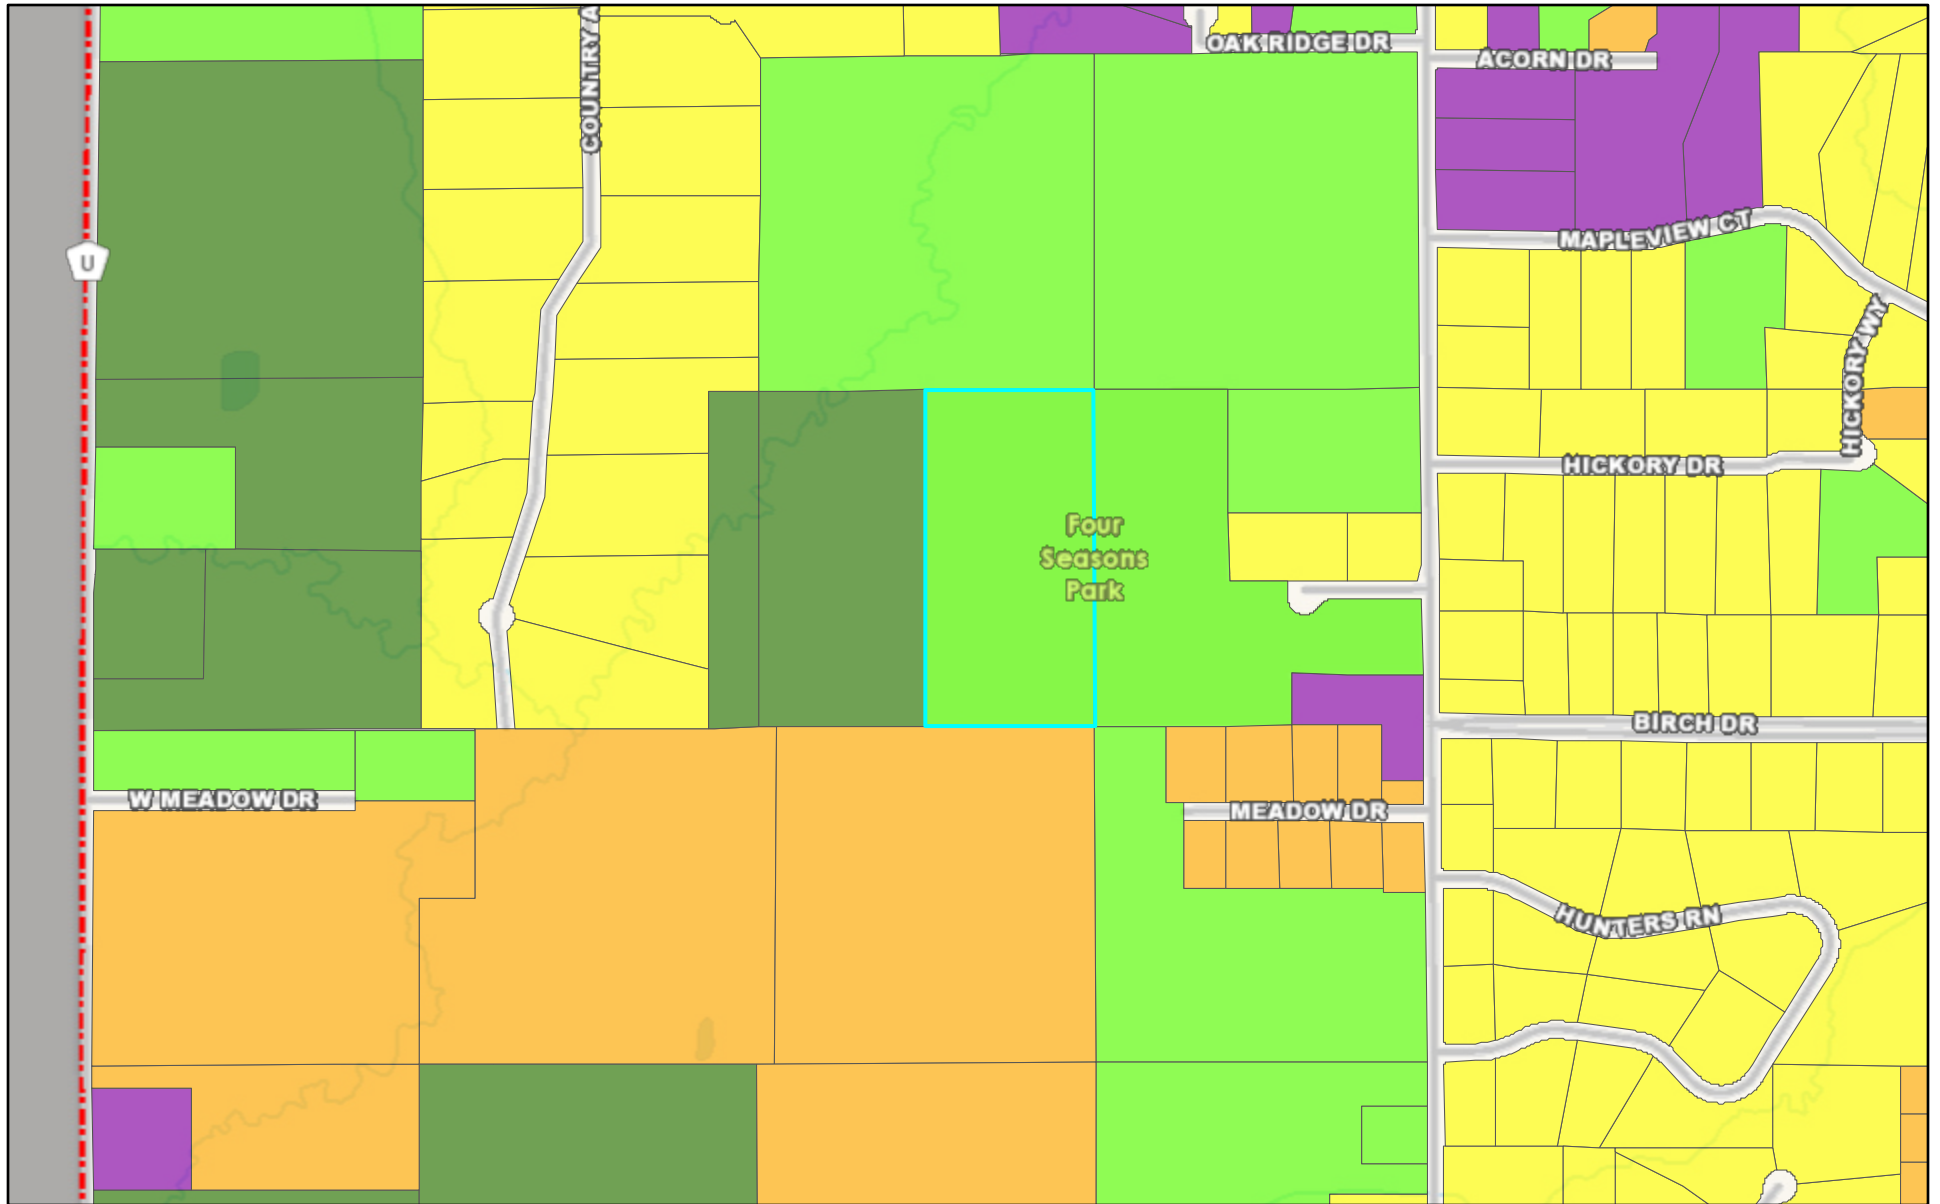 COUNTRY A
OAK RIDGE DR
ACORN DR
MAPLEVIEW CT
U
HICKORY WY
HICKORY DR
Four
Seasons
Park
BIRCH DR
W MEADOW DR
MEADOW DR
HUNTERS RN